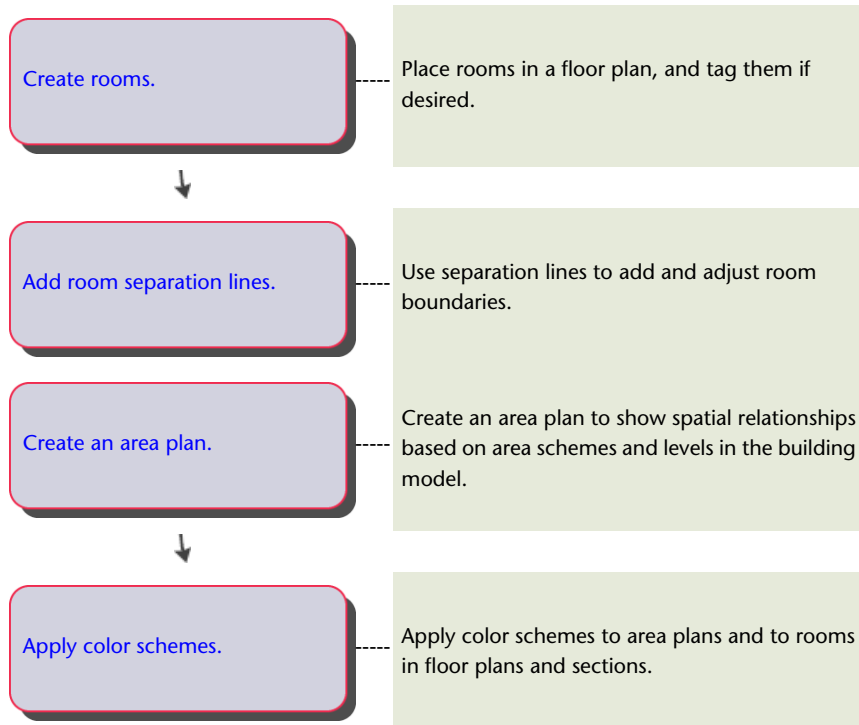 Create rooms.
Place rooms in a floor plan, and tag them if
desired.
Add room separation lines.
Use separation lines to add and adjust room
boundaries.
Create an area plan.
Create an area plan to show spatial relationships
based on area schemes and levels in the building
model.
Apply color schemes.
Apply color schemes to area plans and to rooms
in floor plans and sections.